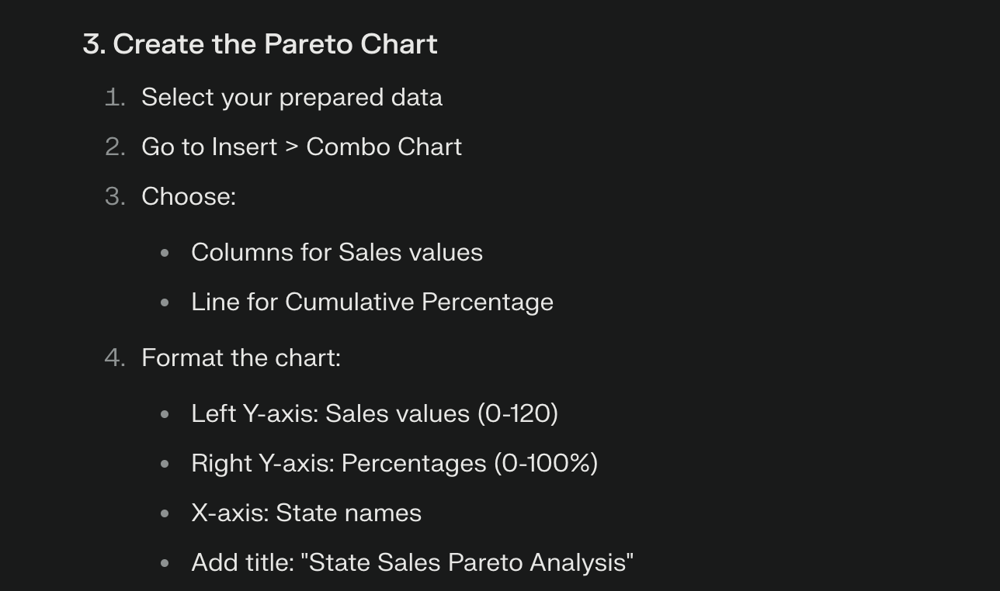 3. Create the Pareto Chart
1. Select your prepared data
2. Go to Insert > Combo Chart
3. Choose:
• Columns for Sales values
• Line for Cumulative Percentage
4. Format the chart:
• Left Y-axis: Sales values (0-120)
• Right Y-axis: Percentages (0-100%)
• X-axis: State names
• Add title: "State Sales Pareto Analysis"